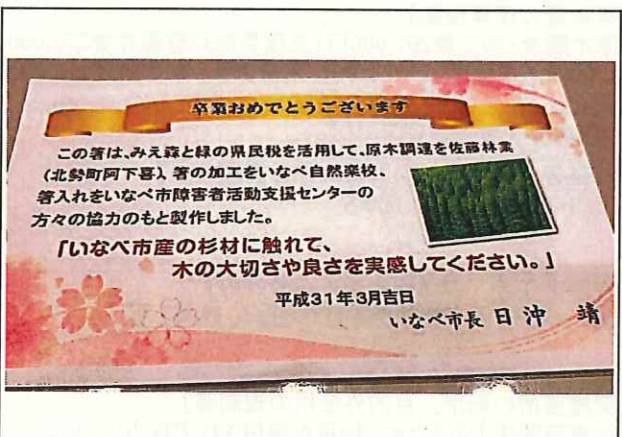 卒業おめでとうございます
この箸は、みえ森と緑の県民税を活用して、原木調達を佐藤林業
(北勢町阿下喜)、箸の加工をいなべ自然楽校、
箸入れをいなべ市障害者活動支援センターの
方々の協力のもと製作しました。
「いなべ市産の杉材に触れて、
木の大切さや良さを実感してください。」
平成31年3月吉日
いなべ市長 日沖 靖